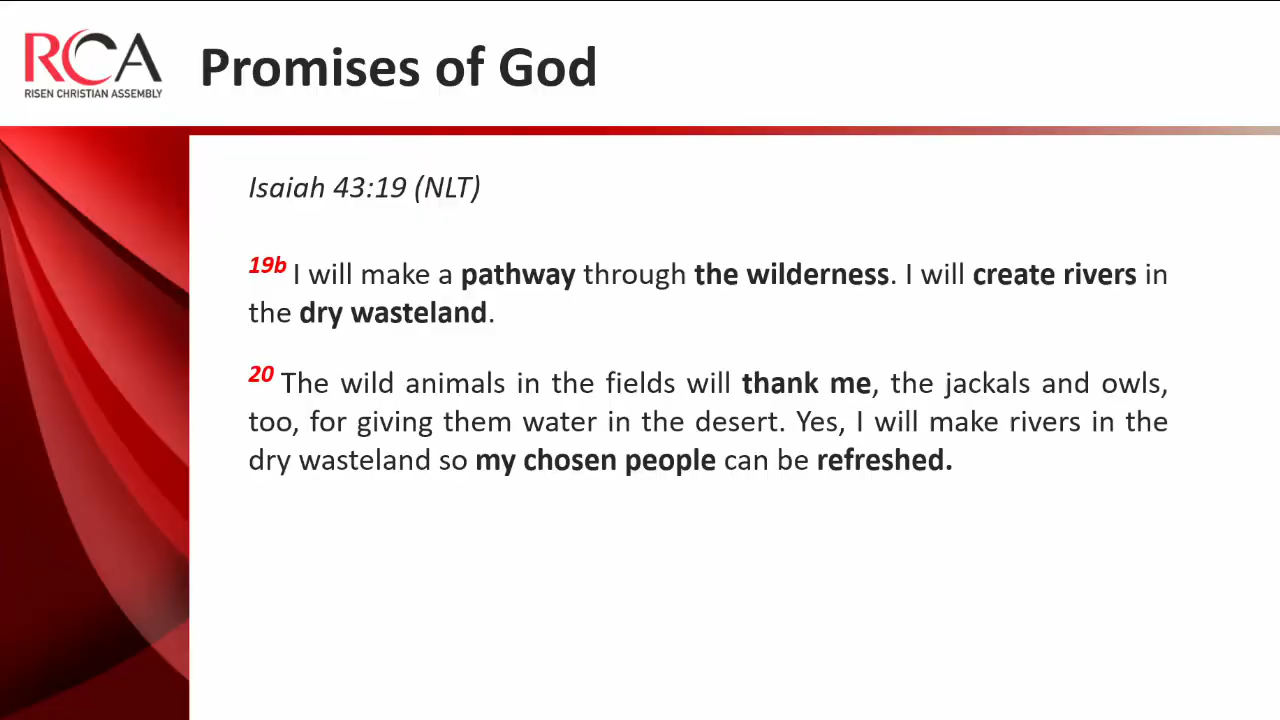 RCA
RISEN CHRISTIAN ASSEMBLY
Promises of God
Isaiah 43:19 (NLT)
19b I will make a pathway through the wilderness. I will create rivers in
the dry wasteland.
20 The wild animals in the fields will thank me, the jackals and owls,
too, for giving them water in the desert. Yes, I will make rivers in the
dry wasteland so my chosen people can be refreshed.